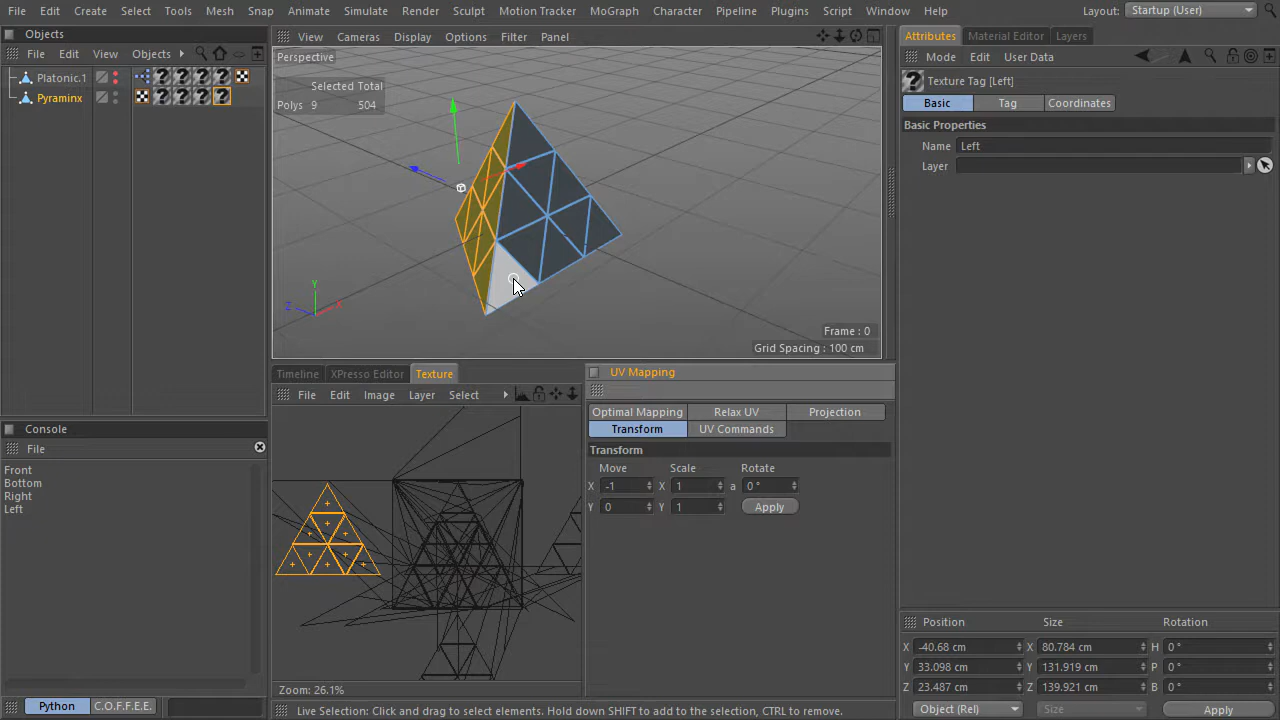 File Edit Create Select Tools Mesh Snap Animate Simulate Render Sculpt Motion Tracker MoGraph Character Pipeline Plugins Script Window Help Layout: Startup (User)
Objects
File Edit View Objects
Platonic.1
Pyraminx
View Cameras Display Options Filter Panel
Perspective
Selected Total
Polys 9 504
Y
Z X
Frame : 0
Grid Spacing : 100 cm
Attributes Material Editor Layers
Mode Edit User Data
Texture Tag [Left]
Basic Tag Coordinates
Basic Properties
Name Left
Layer
Console
File
Front
Bottom
Right
Left
Python C.O.F.F.E.E.
Timeline XPresso Editor Texture
File Edit Image Layer Select
Zoom: 26.1%
UV Mapping
Optimal Mapping Relax UV Projection
Transform UV Commands
Transform
Move Scale Rotate
X -1 X 1 a 0 °
Y 0 Y 1 Apply
Live Selection: Click and drag to select elements. Hold down SHIFT to add to the selection, CTRL to remove.
Position Size Rotation
X -40.68 cm X 80.784 cm H 0 °
Y 33.098 cm Y 131.919 cm P 0 °
Z 23.487 cm Z 139.921 cm B 0 °
Object (Rel) Size Apply